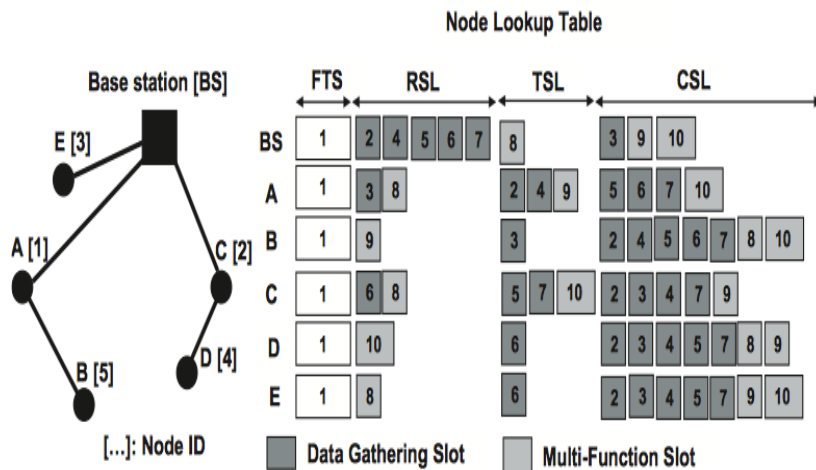 Node Lookup Table
Base station [BS]
FTS RSL TSL CSL
E [3]
A [1]
C [2]
B [5]
D [4]
[...]: Node ID
BS 1 2 4 5 6 7 8 3 9 10
A 1 3 8 2 4 9 5 6 7 10
B 1 9 3 2 4 5 6 7 8 10
C 1 6 8 5 7 10 2 3 4 7 9
D 1 10 6 2 3 4 5 7 8 9
E 1 8 6 2 3 4 5 7 9 10
Data Gathering Slot
Multi-Function Slot